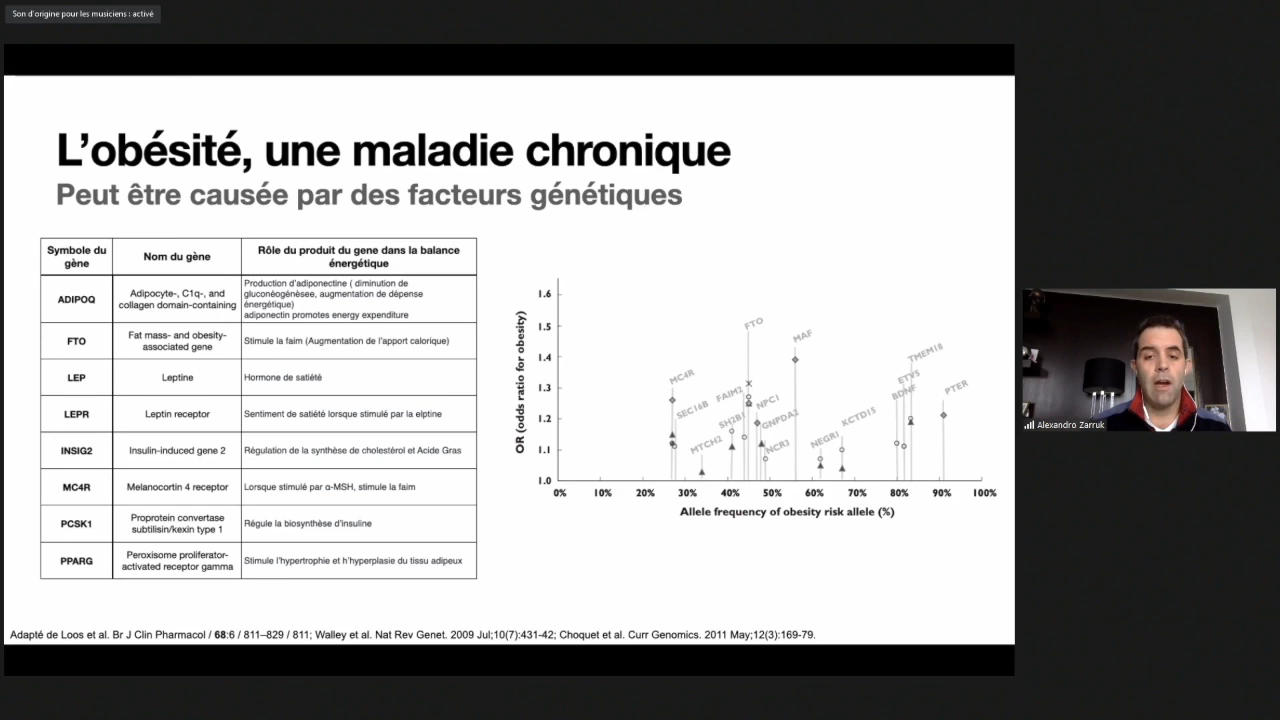 Son d'origine pour les musiciens : activé
L'obésité, une maladie chronique
Peut être causée par des facteurs génétiques
Symbole du
gène
Nom du gène
Rôle du produit du gene dans la balance
énergétique
ADIPOQ
Adipocyte-, C1q-, and
collagen domain-containing
Production d'adiponectine ( diminution de
gluconéogénèsee, augmentation de dépense
énergétique)
adiponectin promotes energy expenditure
FTO
Fat mass- and obesity-
associated gene
Stimule la faim (Augmentation de l'apport calorique)
LEP
Leptine
Hormone de satiété
LEPR
Leptin receptor
Sentiment de satiété lorsque stimulé par la elptine
INSIG2
Insulin-induced gene 2
Régulation de la synthèse de cholestérol et Acide Gras
MC4R
Melanocortin 4 receptor
Lorsque stimulé par α-MSH, stimule la faim
PCSK1
Proprotein convertase
subtilisin/kexin type 1
Régule la biosynthèse d'insuline
PPARG
Peroxisome proliferator-
activated receptor gamma
Stimule l'hypertrophie et h'hyperplasie du tissu adipeux
OR (odds ratio for obesity)
1.6
1.5
1.4
1.3
1.2
1.1
1.0
MC4R
SEC16B
MTCH2
FAIM2
SH2B1
FTO
NPC1
GNPDA2
NCR3
MAF
NEGR1
KCTD15
BDNF
ETV5
TMEM18
PTER
0%
10%
20%
30%
40%
50%
60%
70%
80%
90%
100%
Allele frequency of obesity risk allele (%)
Adapté de Loos et al. Br J Clin Pharmacol / 68:6 / 811–829 / 811; Walley et al. Nat Rev Genet. 2009 Jul;10(7):431-42; Choquet et al. Curr Genomics. 2011 May;12(3):169-79.
Alexandro Zarruk